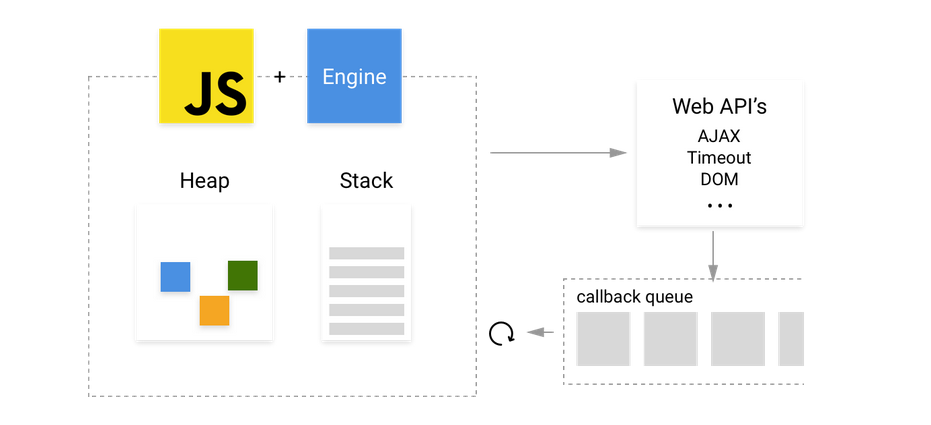 JS + Engine
Heap
Stack
Web API's
AJAX
Timeout
DOM
...
callback queue